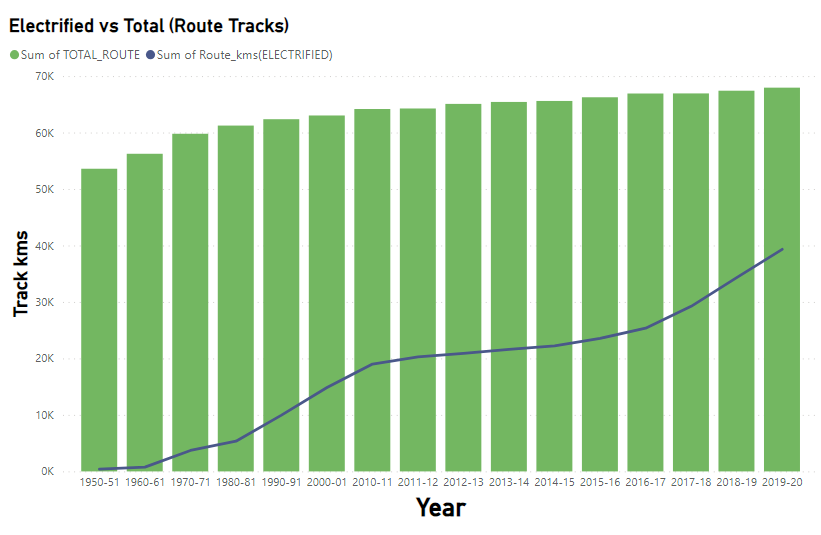 Electrified vs Total (Route Tracks)
Sum of TOTAL_ROUTE Sum of Route_kms(ELECTRIFIED)
70K
60K
50K
40K
30K
20K
10K
0K
Track kms
1950-51 1960-61 1970-71 1980-81 1990-91 2000-01 2010-11 2011-12 2012-13 2013-14 2014-15 2015-16 2016-17 2017-18 2018-19 2019-20
Year